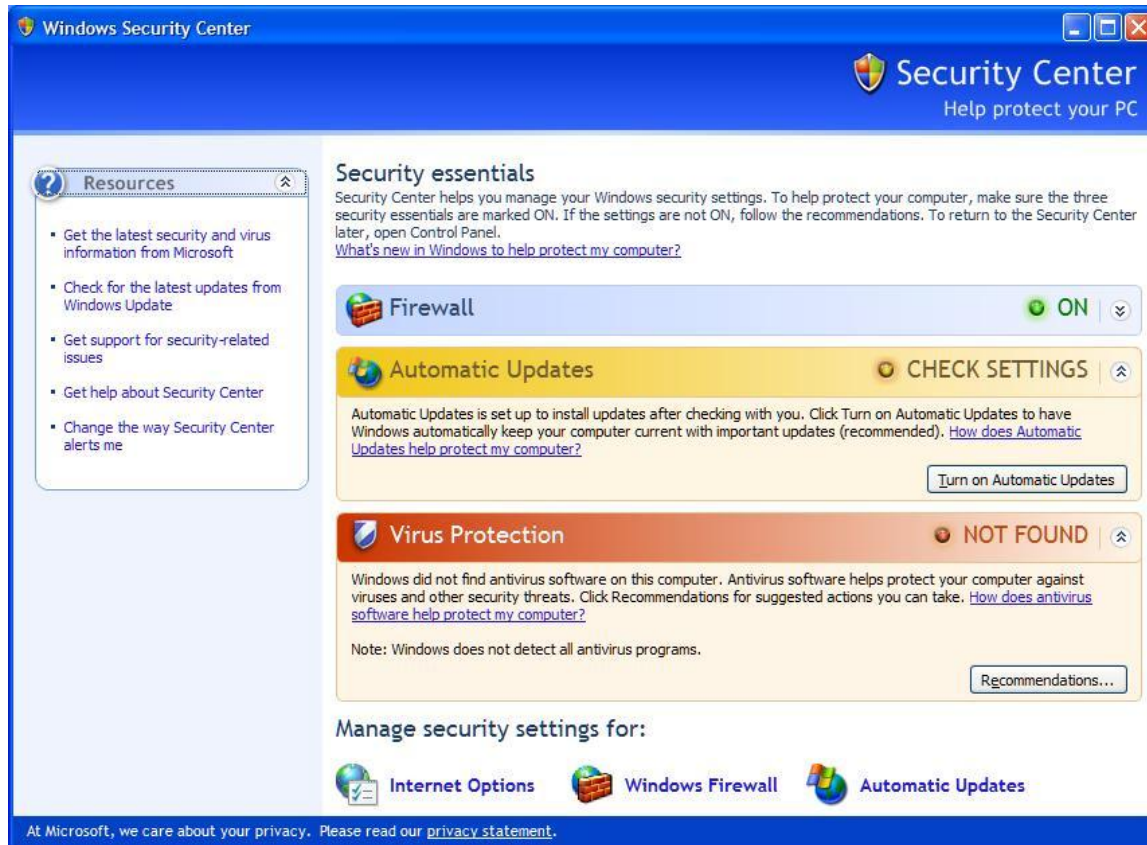 Windows Security Center
Security Center
Help protect your PC
Resources
Get the latest security and virus
information from Microsoft
Check for the latest updates from
Windows Update
Get support for security-related
issues
Get help about Security Center
Change the way Security Center
alerts me
Security essentials
Security Center helps you manage your Windows security settings. To help protect your computer, make sure the three
security essentials are marked ON. If the settings are not ON, follow the recommendations. To return to the Security Center
later, open Control Panel.
What's new in Windows to help protect my computer?
Firewall ON
Automatic Updates CHECK SETTINGS
Automatic Updates is set up to install updates after checking with you. Click Turn on Automatic Updates to have
Windows automatically keep your computer current with important updates (recommended). How does Automatic
Updates help protect my computer?
Turn on Automatic Updates
Virus Protection NOT FOUND
Windows did not find antivirus software on this computer. Antivirus software helps protect your computer against
viruses and other security threats. Click Recommendations for suggested actions you can take. How does antivirus
software help protect my computer?
Note: Windows does not detect all antivirus programs.
Recommendations...
Manage security settings for:
Internet Options Windows Firewall Automatic Updates
At Microsoft, we care about your privacy. Please read our privacy statement.